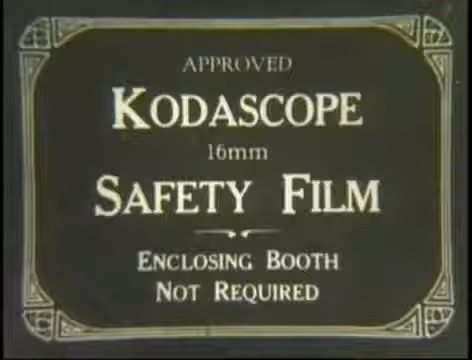 APPROVED
KODASCOPE
16mm
SAFETY FILM
ENCLOSING BOOTH
NOT REQUIRED